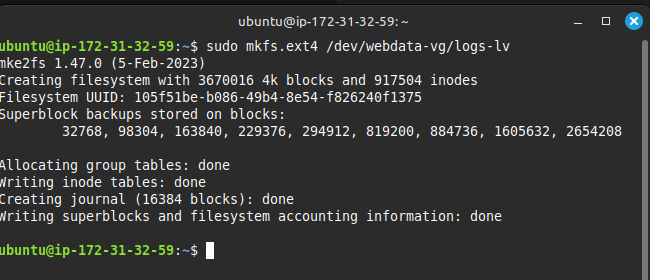 ubuntu@ip-172-31-32-59: ~
ubuntu@ip-172-31-32-59:~$ sudo mkfs.ext4 /dev/webdata-vg/logs-lv
mke2fs 1.47.0 (5-Feb-2023)
Creating filesystem with 3670016 4k blocks and 917504 inodes
Filesystem UUID: 105f51be-b086-49b4-8e54-f826240f1375
Superblock backups stored on blocks:
32768, 98304, 163840, 229376, 294912, 819200, 884736, 1605632, 2654208
Allocating group tables: done
Writing inode tables: done
Creating journal (16384 blocks): done
Writing superblocks and filesystem accounting information: done
ubuntu@ip-172-31-32-59:~$